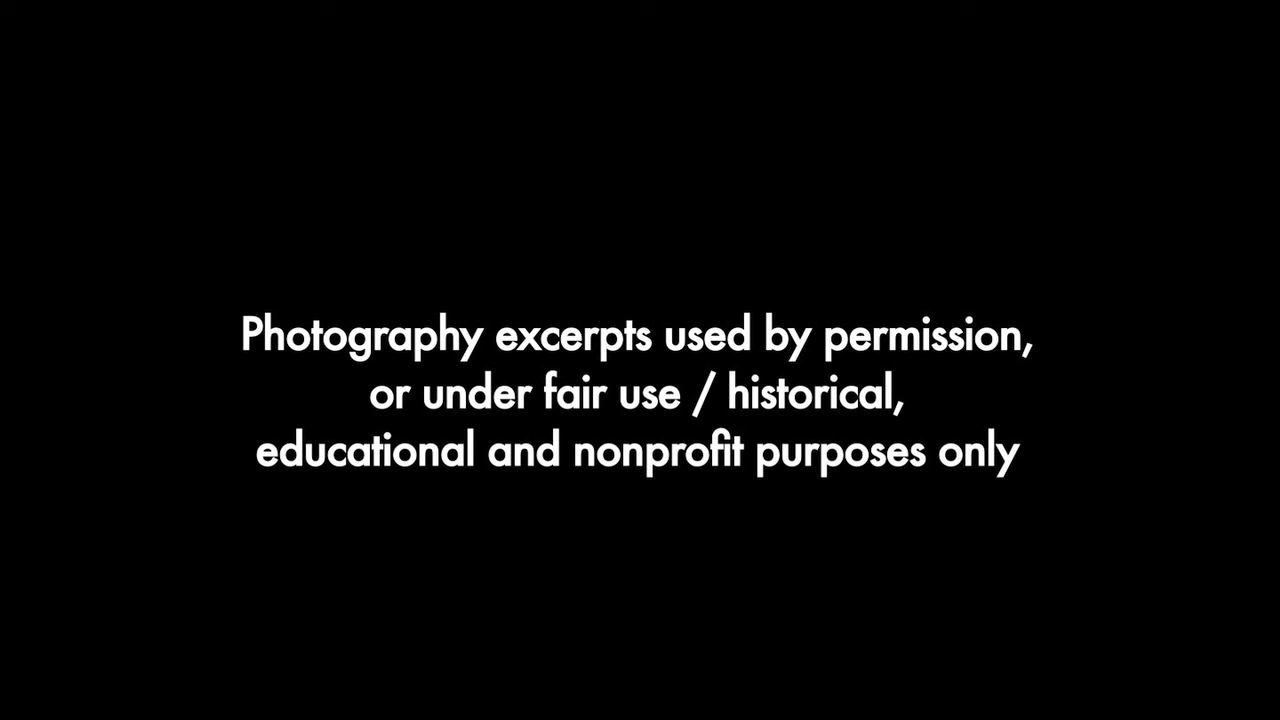 Photography excerpts used by permission,
or under fair use / historical,
educational and nonprofit purposes only